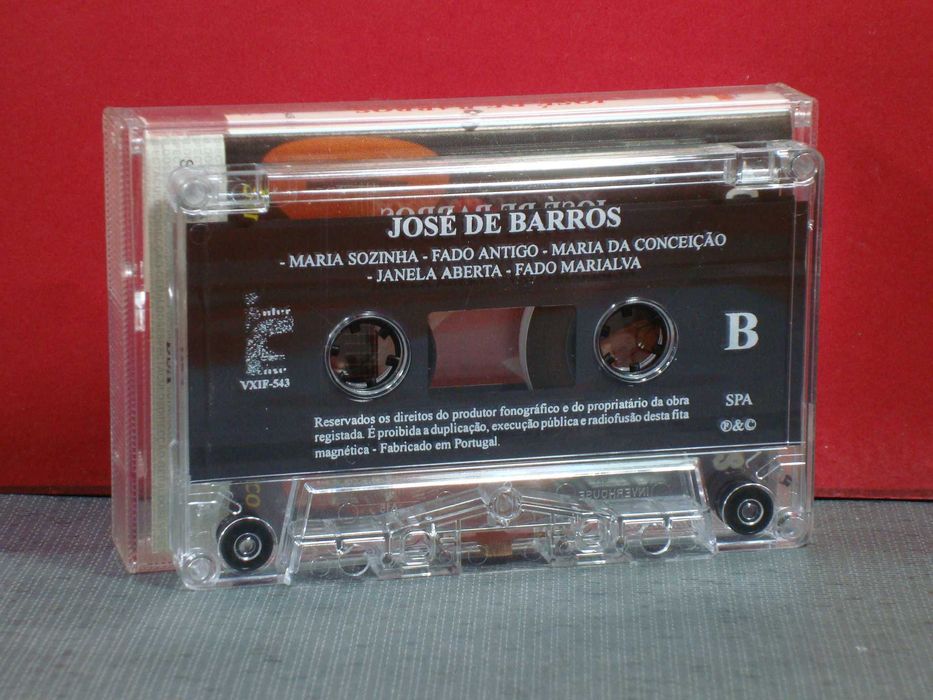 JOSÉ DE BARROS
- MARIA SOZINHA - FADO ANTIGO - MARIA DA CONCEIÇÃO
- JANELA ABERTA - FADO MARIALVA
VXIF-543
B
Reservados os direitos do produtor fonográfico e do propriatário da obra
registada. É proibida a duplicação, execução pública e radiofusão desta fita
magnética - Fabricado em Portugal.
SPA
℗&©